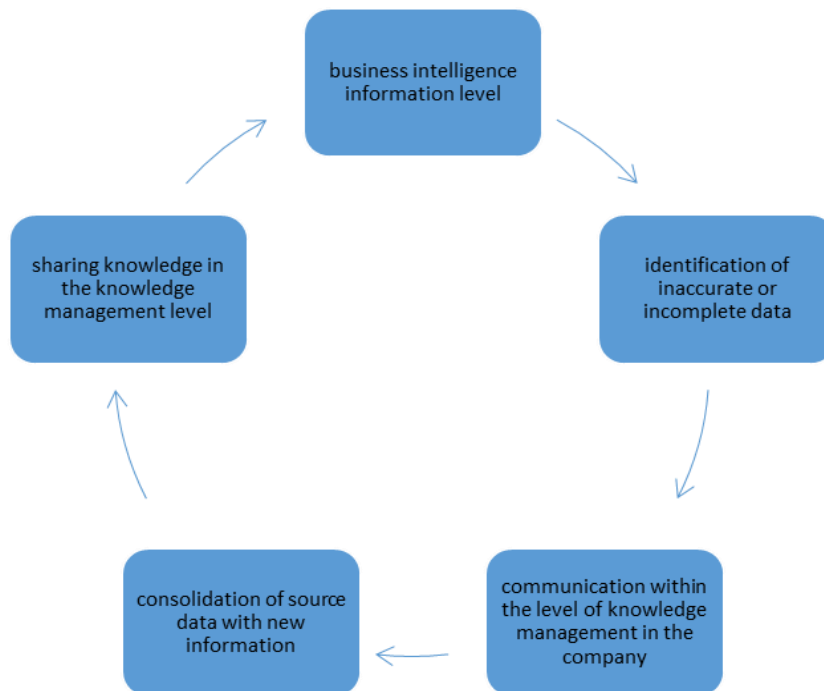 business intelligence
information level
identification of
inaccurate or
incomplete data
communication within
the level of knowledge
management in the
company
consolidation of source
data with new
information
sharing knowledge in
the knowledge
management level